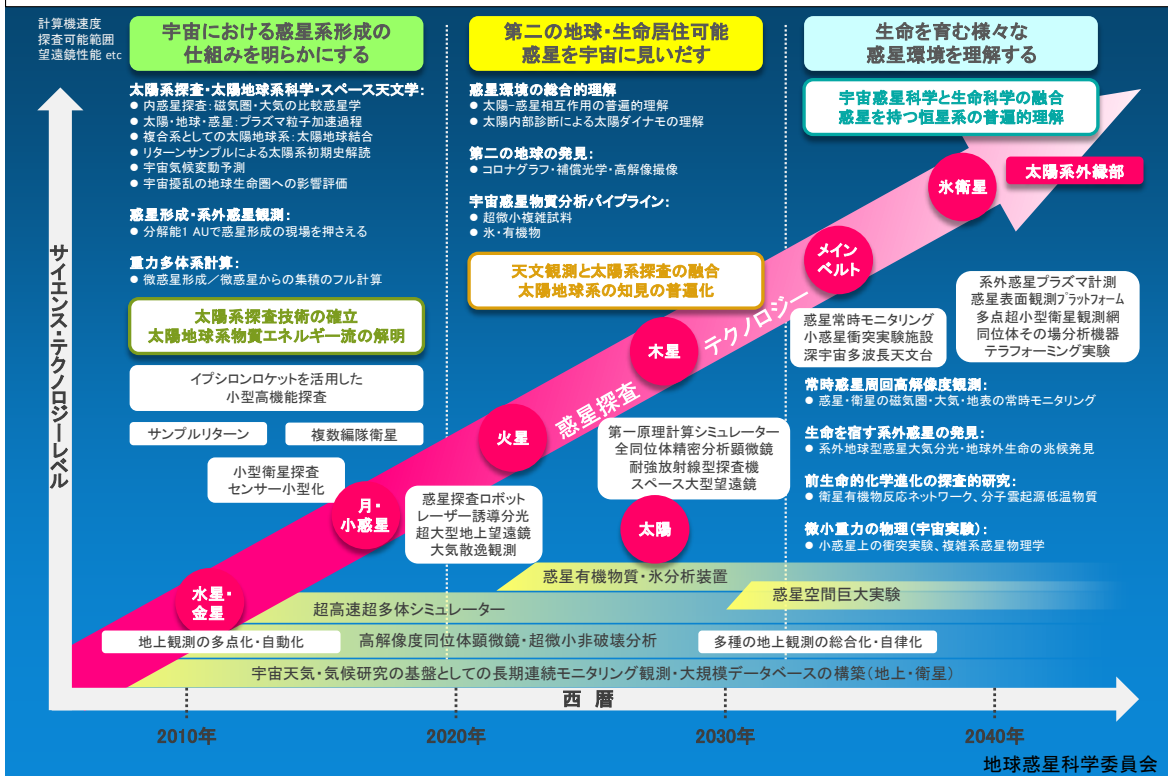 計算機速度
探査可能範囲
望遠鏡性能 etc
宇宙における惑星系形成の
仕組みを明らかにする
太陽系探査・太陽地球系科学・スペース天文学:
● 内惑星探査：磁気圏・大気の比較惑星学
● 太陽・地球・惑星：プラズマ粒子加速過程
● 複合系としての太陽地球系：太陽地球結合
● リターンサンプルによる太陽系初期史解読
● 宇宙気候変動予測
● 宇宙擾乱の地球生命圏への影響評価
惑星形成・系外惑星観測：
● 分解能1 AUで惑星形成の現場を押さえる
重力多体系計算：
● 微惑星形成／微惑星からの集積のフル計算
太陽系探査技術の確立
太陽地球系物質エネルギー流の解明
イプシロンロケットを活用した
小型高機能探査
サンプルリターン
複数編隊衛星
小型衛星探査
センサー小型化
第二の地球・生命居住可能
惑星を宇宙に見いだす
惑星環境の総合的理解
● 太陽-惑星相互作用の普遍的理解
● 太陽内部診断による太陽ダイナモの理解
第二の地球の発見：
● コロナグラフ・補償光学・高解像撮像
宇宙惑星物質分析パイプライン：
● 超微小複雑試料
● 氷・有機物
天文観測と太陽系探査の融合
太陽地球系の知見の普遍化
生命を育む様々な
惑星環境を理解する
宇宙惑星科学と生命科学の融合
惑星を持つ恒星系の普遍的理解
太陽系外縁部
氷衛星
メイン
ベルト
木星
火星
月・
小惑星
水星・
金星
太陽
惑星探査
テクノロジー
惑星探査ロボット
レーザー誘導分光
超大型地上望遠鏡
大気散逸観測
第一原理計算シミュレーター
全同位体精密分析顕微鏡
耐強放射線型探査機
スペース大型望遠鏡
惑星常時モニタリング
小惑星衝突実験施設
深宇宙多波長天文台
系外惑星プラズマ計測
惑星表面観測プラットフォーム
多点超小型衛星観測網
同位体その場分析機器
テラフォーミング実験
常時惑星周回高解像度観測：
● 惑星・衛星の磁気圏・大気・地表の常時モニタリング
生命を宿す系外惑星の発見：
● 系外地球型惑星大気分光・地球外生命の兆候発見
前生命的化学進化の探査的研究：
● 衛星有機物反応ネットワーク、分子雲起源低温物質
微小重力の物理（宇宙実験）：
● 小惑星上の衝突実験、複雑系惑星物理学
惑星有機物質・氷分析装置
惑星空間巨大実験
超高速超多体シミュレーター
地上観測の多点化・自動化
高解像度同位体顕微鏡・超微小非破壊分析
多種の地上観測の総合化・自律化
宇宙天気・気候研究の基盤としての長期連続モニタリング観測・大規模データベースの構築（地上・衛星）
サイエンス・テクノロジーレベル
西 暦
2010年
2020年
2030年
2040年
地球惑星科学委員会